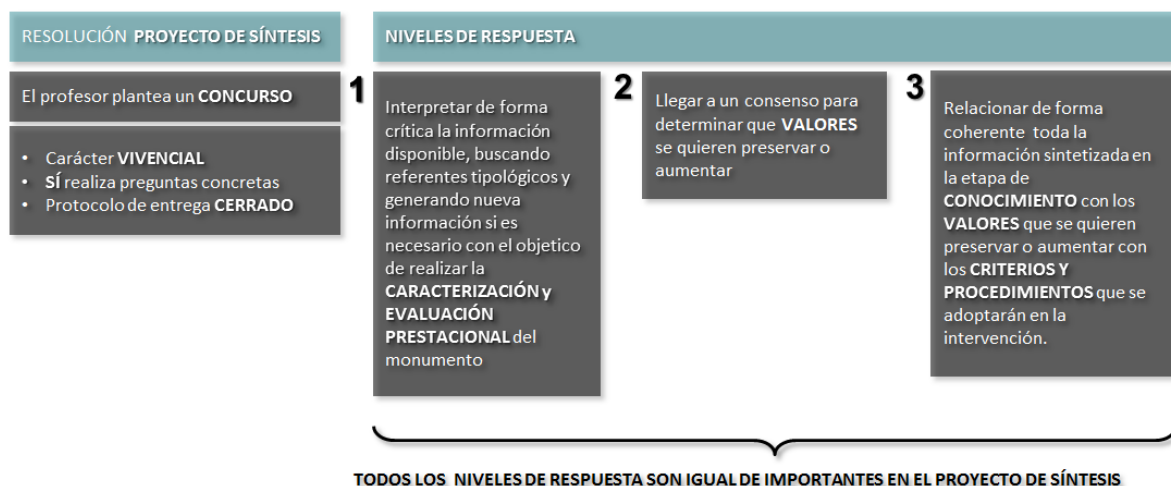 RESOLUCIÓN PROYECTO DE SÍNTESIS
El profesor plantea un CONCURSO
• Carácter VIVENCIAL
• SÍ realiza preguntas concretas
• Protocolo de entrega CERRADO
NIVELES DE RESPUESTA
1
Interpretar de forma
crítica la información
disponible, buscando
referentes tipológicos y
generando nueva
información si es
necesario con el objetico
de realizar la
CARACTERIZACIÓN y
EVALUACIÓN
PRESTACIONAL del
monumento
2
Llegar a un consenso para
determinar que VALORES
se quieren preservar o
aumentar
3
Relacionar de forma
coherente toda la
información sintetizada en
la etapa de
CONOCIMIENTO con los
VALORES que se quieren
preservar o aumentar con
los CRITERIOS Y
PROCEDIMIENTOS que se
adoptarán en la
intervención.
TODOS LOS NIVELES DE RESPUESTA SON IGUAL DE IMPORTANTES EN EL PROYECTO DE SÍNTESIS